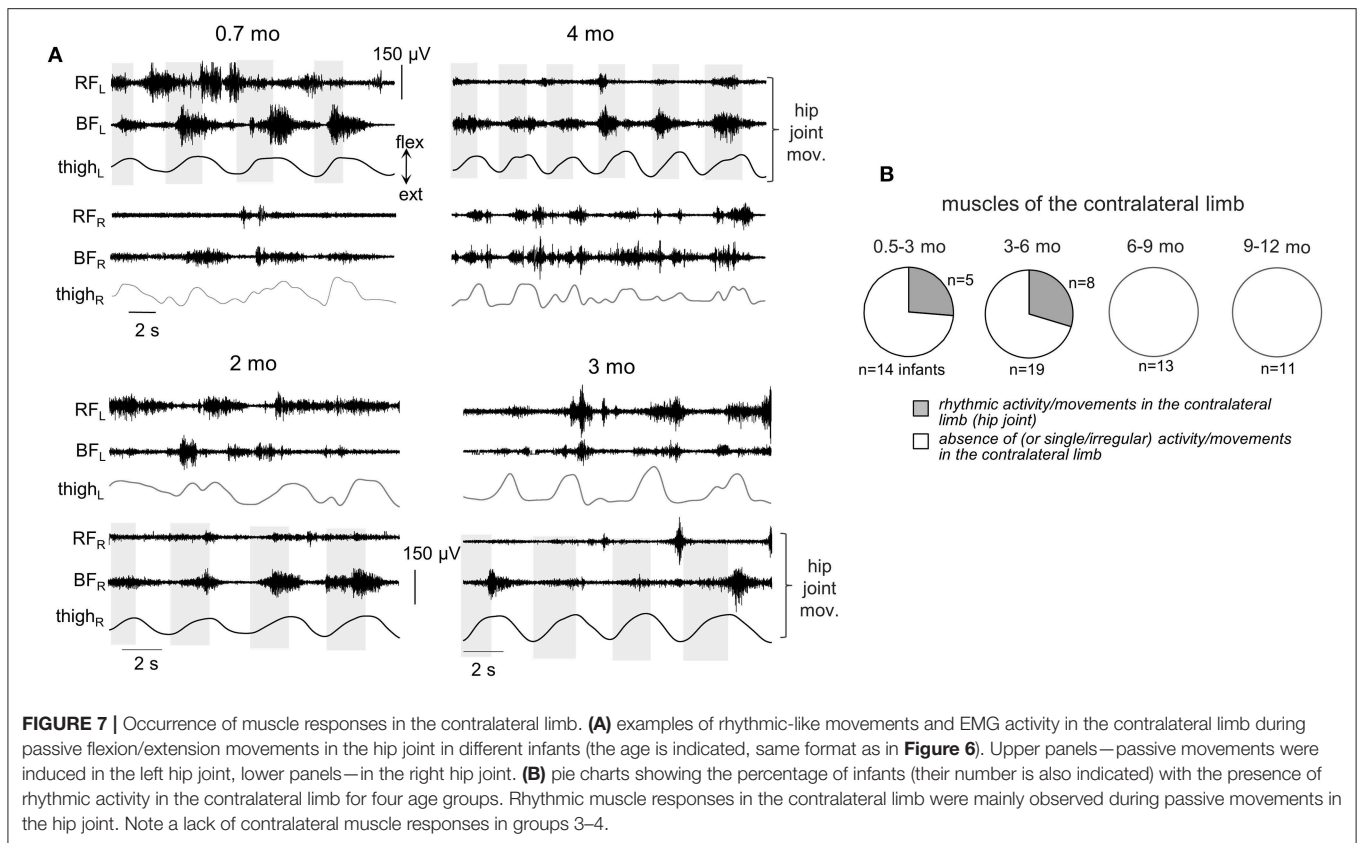 A
0.7 mo
150 µV
RFL
BFL
flex
thighL
ext
RFR
BFR
thighR
2 s
4 mo
hip
joint
mov.
2 mo
RFL
BFL
thighL
RFR
150 µV
BFR
thighR
2 s
3 mo
hip
joint
mov.
2 s
B
muscles of the contralateral limb
0.5-3 mo 3-6 mo 6-9 mo 9-12 mo
n=5 n=8
n=14 infants n=19 n=13 n=11
rhythmic activity/movements in the contralateral
limb (hip joint)
absence of (or single/irregular) activity/movements
in the contralateral limb
FIGURE 7 | Occurrence of muscle responses in the contralateral limb. (A) examples of rhythmic-like movements and EMG activity in the contralateral limb during
passive flexion/extension movements in the hip joint in different infants (the age is indicated, same format as in Figure 6). Upper panels—passive movements were
induced in the left hip joint, lower panels—in the right hip joint. (B) pie charts showing the percentage of infants (their number is also indicated) with the presence of
rhythmic activity in the contralateral limb for four age groups. Rhythmic muscle responses in the contralateral limb were mainly observed during passive movements in
the hip joint. Note a lack of contralateral muscle responses in groups 3–4.